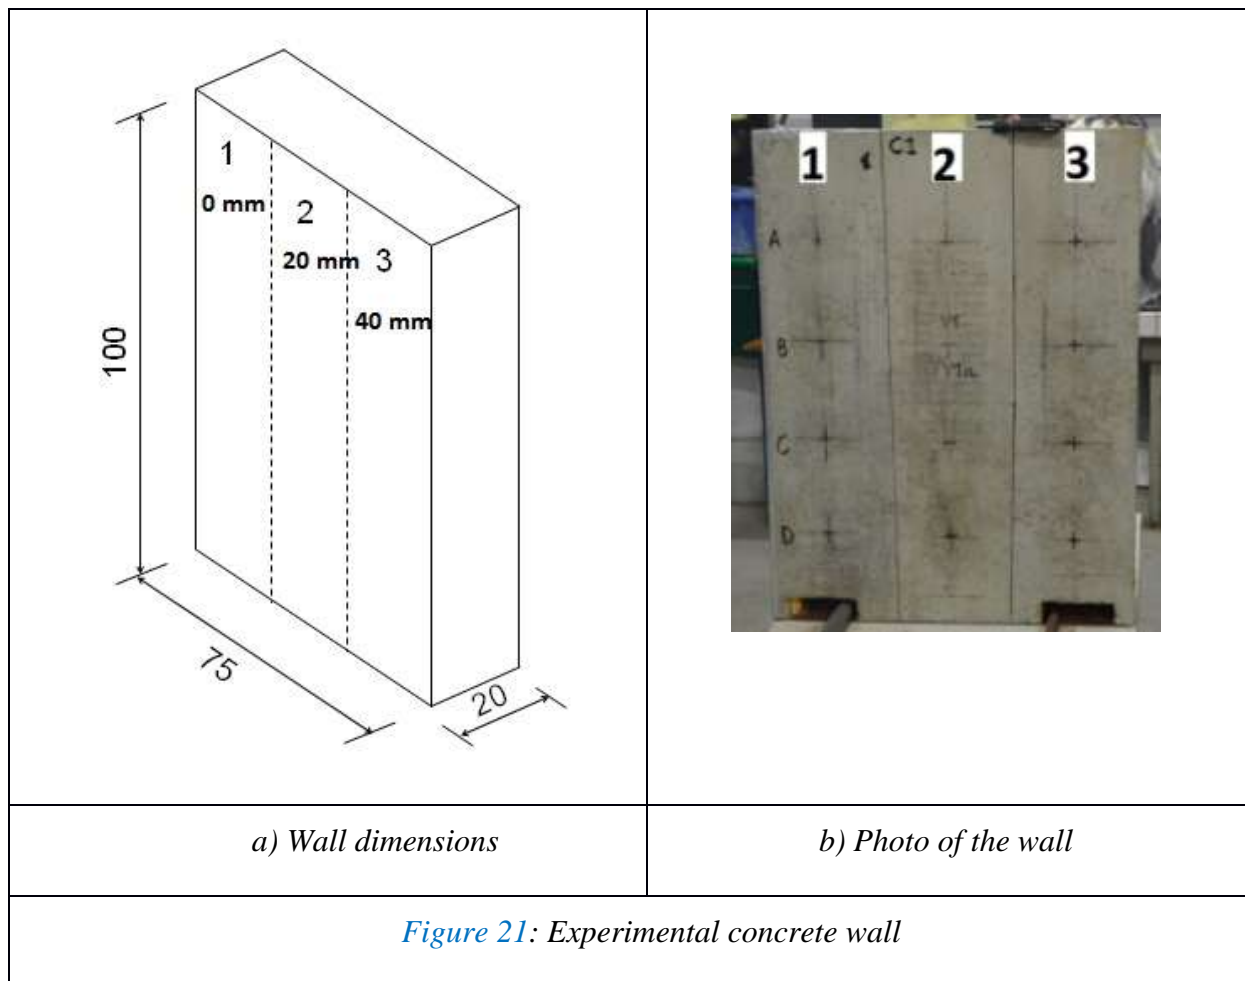 1
0 mm
2
20 mm 3
40 mm
100
75
20
1
C1
2
3
A
B
C
D
a) Wall dimensions
b) Photo of the wall
Figure 21: Experimental concrete wall